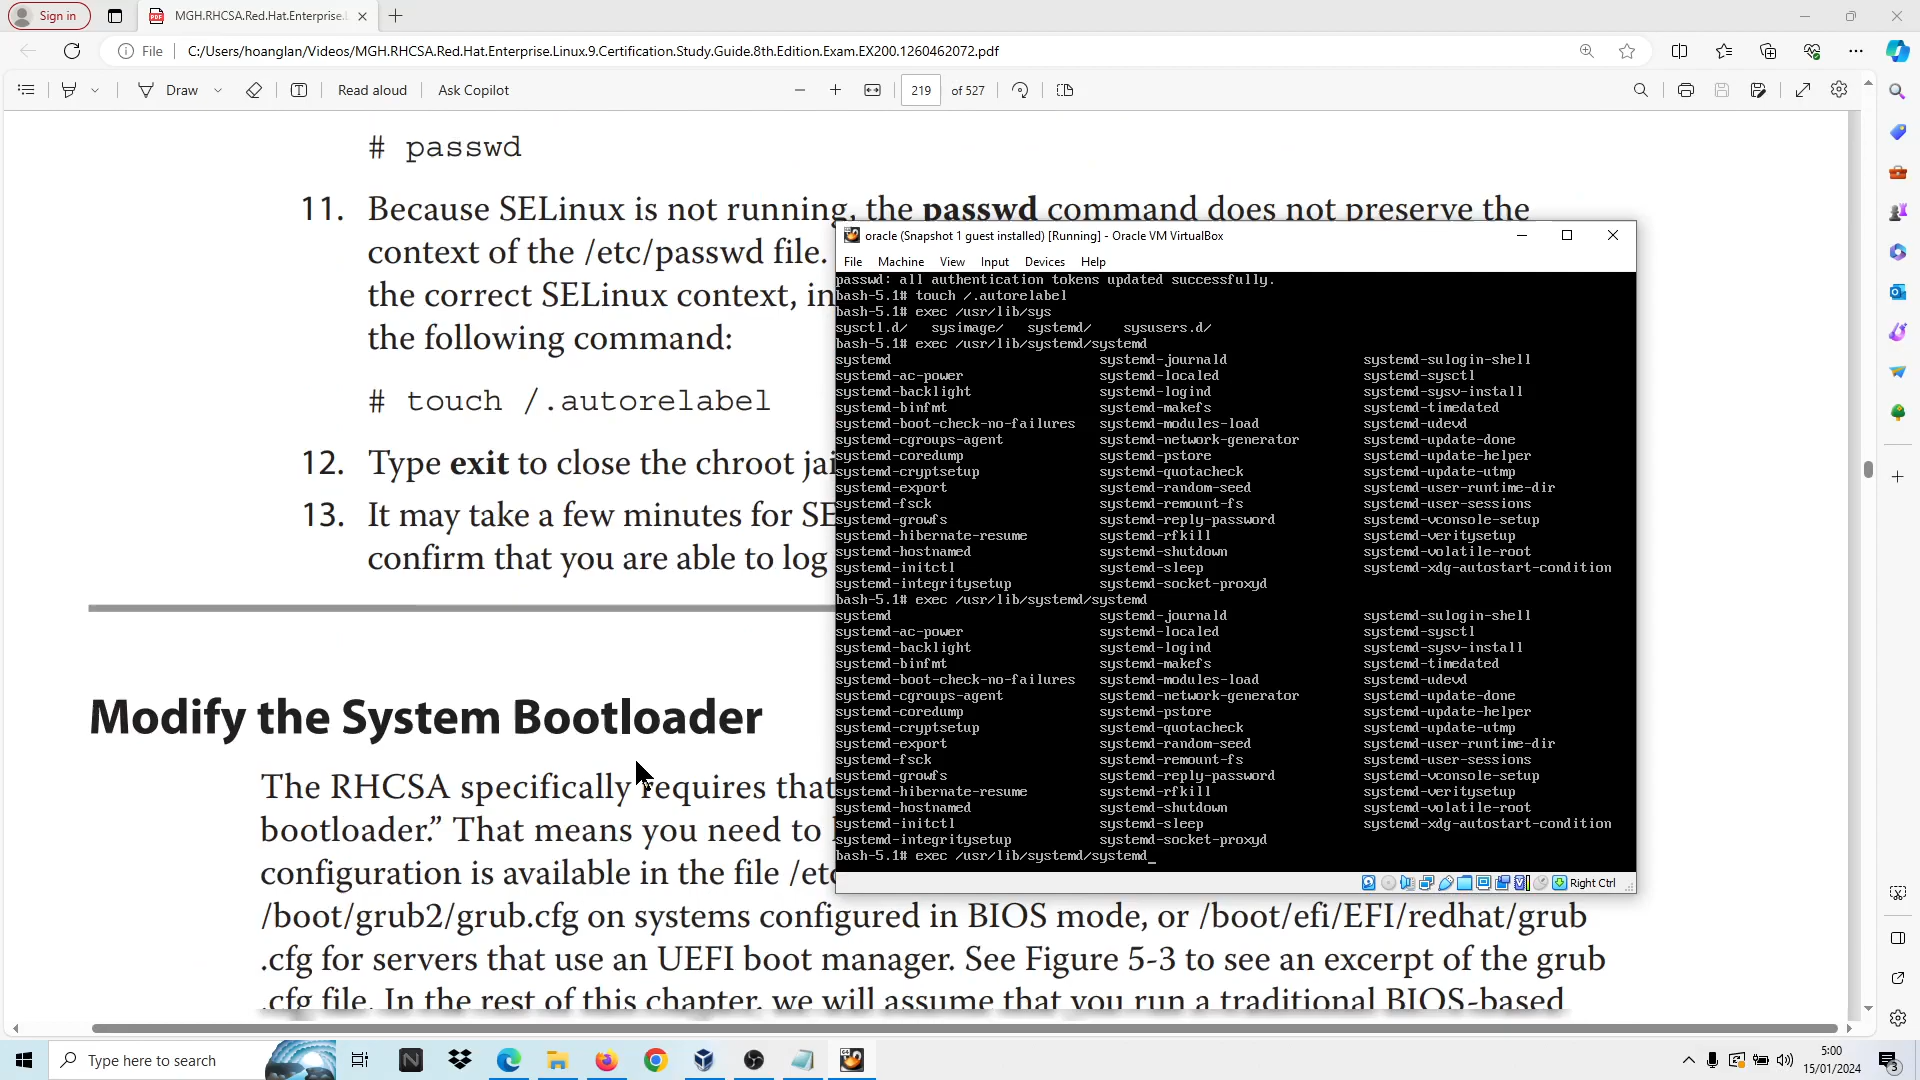 Sign in
MGH.RHCSA.Red.Hat.Enterprise.L
File
C:/Users/hoanglan/Videos/MGH.RHCSA.Red.Hat.Enterprise.Linux.9.Certification.Study.Guide.8th.Edition.Exam.EX200.1260462072.pdf
Draw
Read aloud
Ask Copilot
219 of 527
# passwd
11. Because SELinux is not running, the passwd command does not preserve the
context of the /etc/passwd file.
the correct SELinux context, in
the following command:
# touch /.autorelabel
12. Type exit to close the chroot jai
13. It may take a few minutes for SE
confirm that you are able to log
Modify the System Bootloader
The RHCSA specifically requires that
bootloader.” That means you need to
configuration is available in the file /etc
/boot/grub2/grub.cfg on systems configured in BIOS mode, or /boot/efi/EFI/redhat/grub
.cfg for servers that use an UEFI boot manager. See Figure 5-3 to see an excerpt of the grub
.cfg file. In the rest of this chapter, we will assume that you run a traditional BIOS-based
oracle (Snapshot 1 guest installed) [Running] - Oracle VM VirtualBox
File Machine View Input Devices Help
passwd: all authentication tokens updated successfully.
bash-5.1# touch /.autorelabel
bash-5.1# exec /usr/lib/sys
sysctl.d/ sysimage/ systemd/ sysusers.d/
bash-5.1# exec /usr/lib/systemd/systemd
systemd systemd-journald systemd-sulogin-shell
systemd-ac-power systemd-localed systemd-sysctl
systemd-backlight systemd-logind systemd-sysv-install
systemd-binfmt systemd-makefs systemd-timedated
systemd-boot-check-no-failures systemd-modules-load systemd-udevd
systemd-cgroups-agent systemd-network-generator systemd-update-done
systemd-coredump systemd-pstore systemd-update-helper
systemd-cryptsetup systemd-quotacheck systemd-update-utmp
systemd-export systemd-random-seed systemd-user-runtime-dir
systemd-fsck systemd-remount-fs systemd-user-sessions
systemd-growfs systemd-reply-password systemd-vconsole-setup
systemd-hibernate-resume systemd-rfkill systemd-veritysetup
systemd-hostnamed systemd-shutdown systemd-volatile-root
systemd-initctl systemd-sleep systemd-xdg-autostart-condition
systemd-integritysetup systemd-socket-proxyd
bash-5.1# exec /usr/lib/systemd/systemd
systemd systemd-journald systemd-sulogin-shell
systemd-ac-power systemd-localed systemd-sysctl
systemd-backlight systemd-logind systemd-sysv-install
systemd-binfmt systemd-makefs systemd-timedated
systemd-boot-check-no-failures systemd-modules-load systemd-udevd
systemd-cgroups-agent systemd-network-generator systemd-update-done
systemd-coredump systemd-pstore systemd-update-helper
systemd-cryptsetup systemd-quotacheck systemd-update-utmp
systemd-export systemd-random-seed systemd-user-runtime-dir
systemd-fsck systemd-remount-fs systemd-user-sessions
systemd-growfs systemd-reply-password systemd-vconsole-setup
systemd-hibernate-resume systemd-rfkill systemd-veritysetup
systemd-hostnamed systemd-shutdown systemd-volatile-root
systemd-initctl systemd-sleep systemd-xdg-autostart-condition
systemd-integritysetup systemd-socket-proxyd
bash-5.1# exec /usr/lib/systemd/systemd_
Right Ctrl
Type here to search
5:00
15/01/2024
3